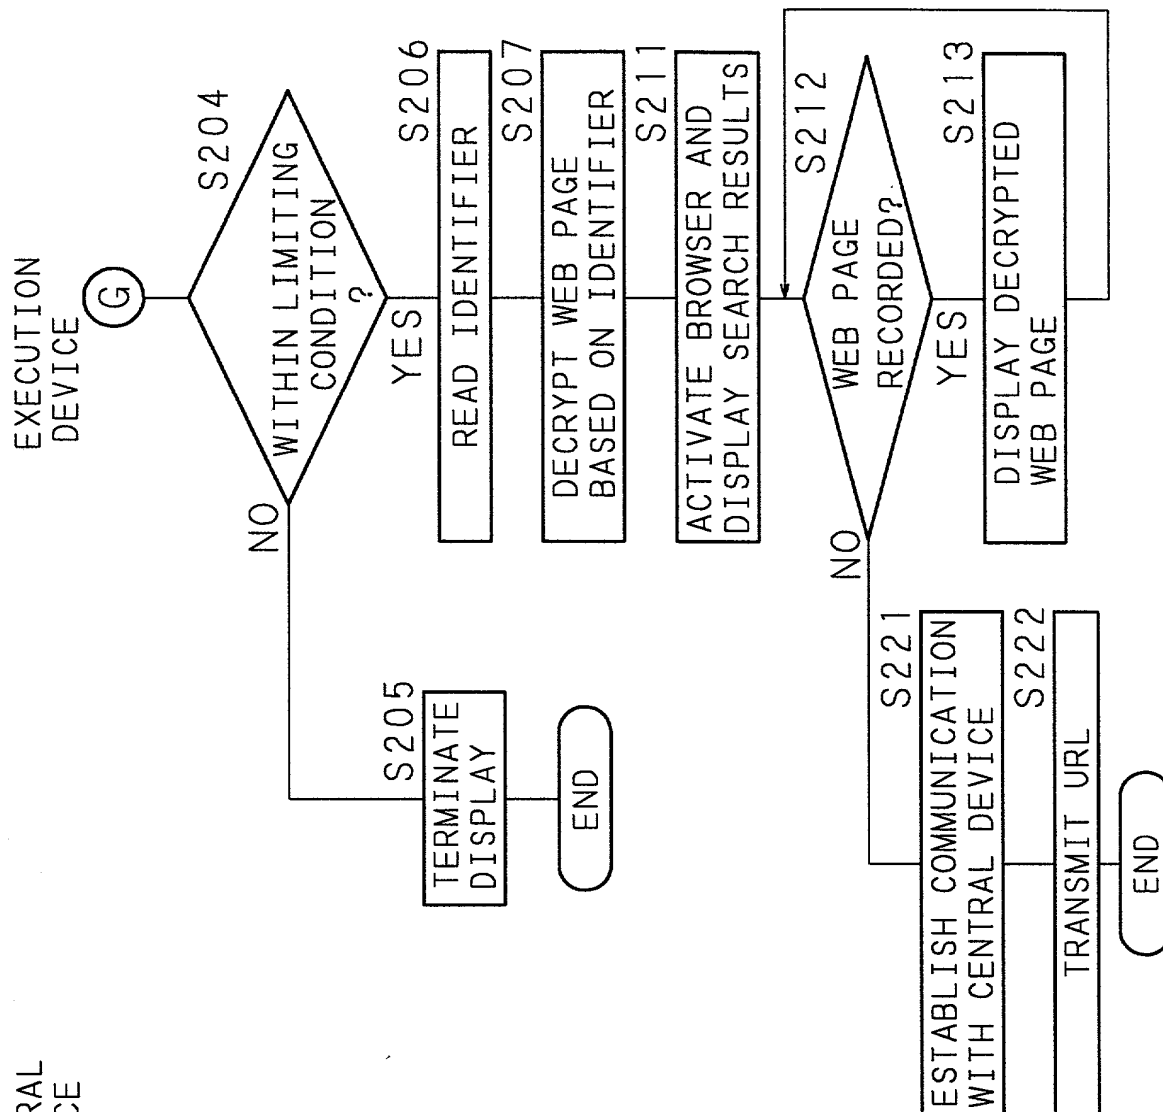 EXECUTION
DEVICE
G
S204
WITHIN LIMITING
CONDITION
?
NO
YES
S205
TERMINATE
DISPLAY
END
S206
READ IDENTIFIER
S207
DECRYPT WEB PAGE
BASED ON IDENTIFIER
S211
ACTIVATE BROWSER AND
DISPLAY SEARCH RESULTS
S212
WEB PAGE
RECORDED?
NO
YES
S213
DISPLAY DECRYPTED
WEB PAGE
S221
ESTABLISH COMMUNICATION
WITH CENTRAL DEVICE
S222
TRANSMIT URL
END
RAL
ICE